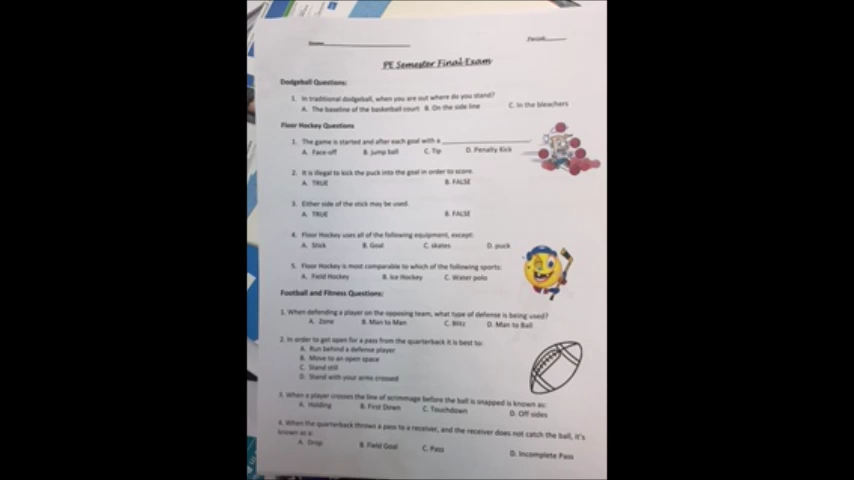 Name
Period
PE Semester Final Exam
Dodgeball Questions:
1. In traditional dodgeball, when you are out where do you stand?
A. The baseline of the basketball court B. On the side line C. In the bleachers
Floor Hockey Questions
1. The game is started and after each goal with a
A. Face-off B. jump ball C. Tip D. Penalty Kick
2. It is illegal to kick the puck into the goal in order to score.
A. TRUE B. FALSE
3. Either side of the stick may be used.
A. TRUE B. FALSE
4. Floor Hockey uses all of the following equipment, except:
A. Stick B. Goal C. skates D. puck
5. Floor Hockey is most comparable to which of the following sports:
A. Field Hockey B. Ice Hockey C. Water polo
Football and Fitness Questions:
1. When defending a player on the opposing team, what type of defense is being used?
A. Zone B. Man to Man C. Blitz D. Man to Ball
2. In order to get open for a pass from the quarterback it is best to:
A. Run behind a defense player
B. Move to an open space
C. Stand still
D. Stand with your arms crossed
3. When a player crosses the line of scrimmage before the ball is snapped is known as:
A. Holding B. First Down C. Touchdown D. Off sides
4. When the quarterback throws a pass to a receiver, and the receiver does not catch the ball, it's
known as a:
A. Drop B. Field Goal C. Pass D. Incomplete Pass